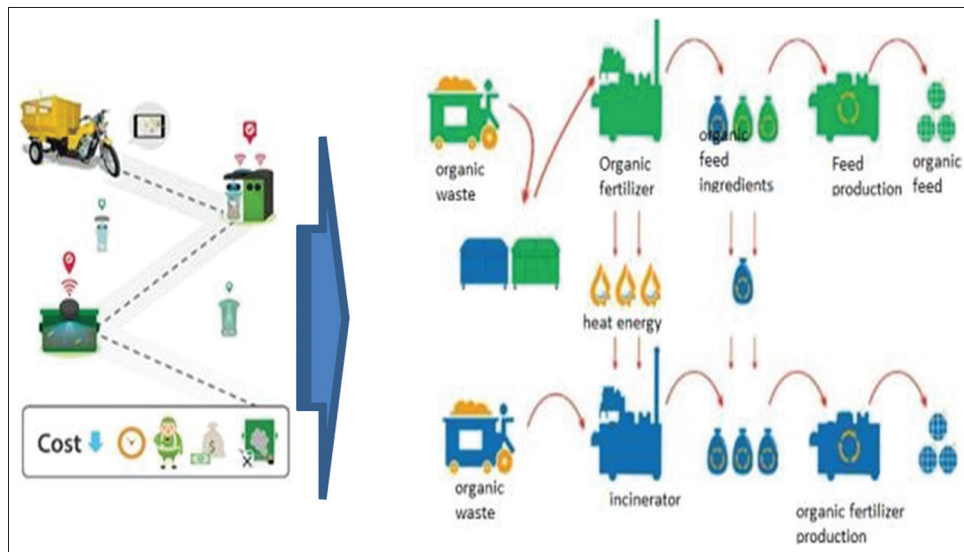 organic
waste
Organic
fertilizer
organic
feed
ingredients
Feed
production
organic
feed
heat energy
Cost
$
organic
waste
incinerator
organic fertilizer
production